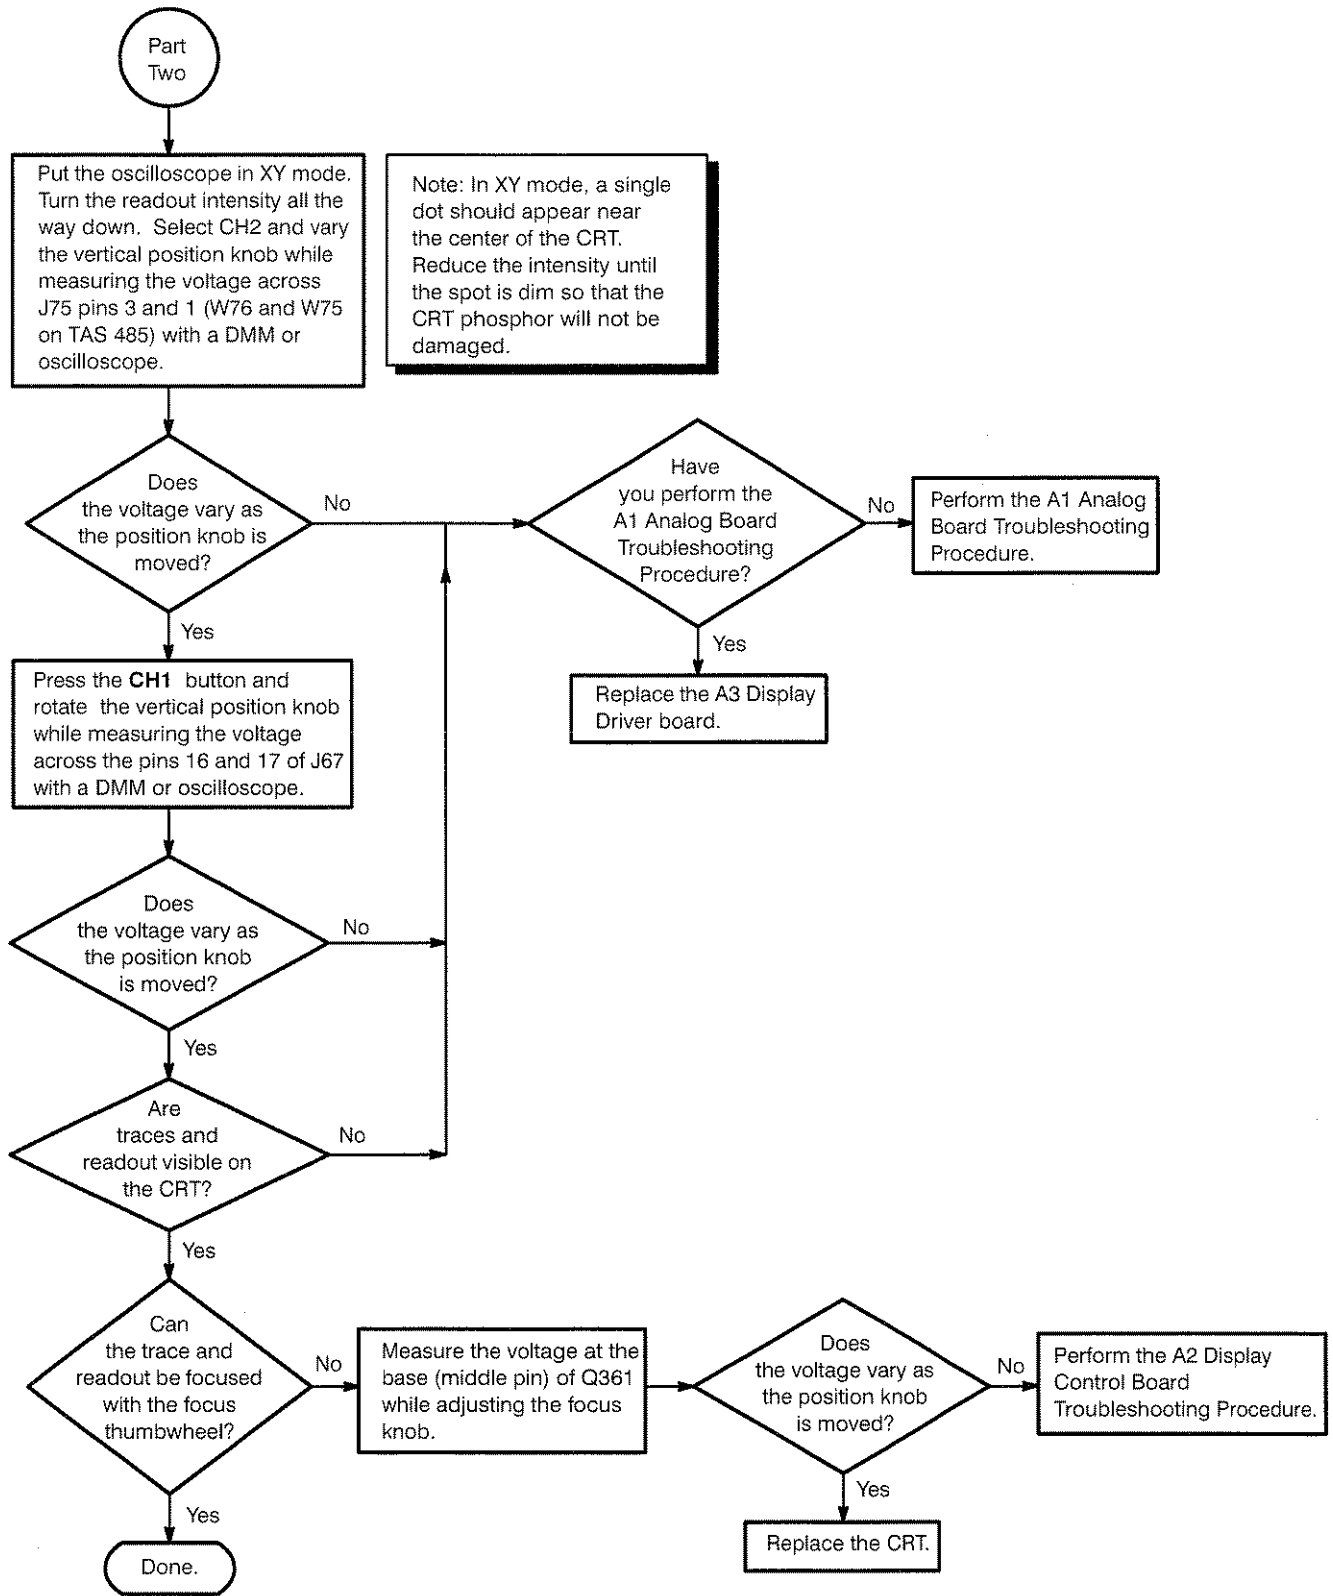 Part
Two
Put the oscilloscope in XY mode.
Turn the readout intensity all the
way down. Select CH2 and vary
the vertical position knob while
measuring the voltage across
J75 pins 3 and 1 (W76 and W75
on TAS 485) with a DMM or
oscilloscope.
Note: In XY mode, a single
dot should appear near
the center of the CRT.
Reduce the intensity until
the spot is dim so that the
CRT phosphor will not be
damaged.
Does
the voltage vary as
the position knob is
moved?
No
Have
you perform the
A1 Analog Board
Troubleshooting
Procedure?
No
Perform the A1 Analog
Board Troubleshooting
Procedure.
Yes
Yes
Replace the A3 Display
Driver board.
Press the CH1 button and
rotate the vertical position knob
while measuring the voltage
across the pins 16 and 17 of J67
with a DMM or oscilloscope.
Does
the voltage vary as
the position knob
is moved?
No
Yes
Are
traces and
readout visible on
the CRT?
No
Yes
Can
the trace and
readout be focused
with the focus
thumbwheel?
No
Measure the voltage at the
base (middle pin) of Q361
while adjusting the focus
knob.
Does
the voltage vary as
the position knob
is moved?
No
Perform the A2 Display
Control Board
Troubleshooting Procedure.
Yes
Replace the CRT.
Yes
Done.